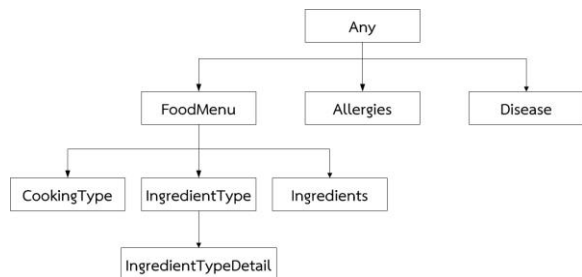 Any
FoodMenu
Allergies
Disease
CookingType
IngredientType
Ingredients
IngredientTypeDetail